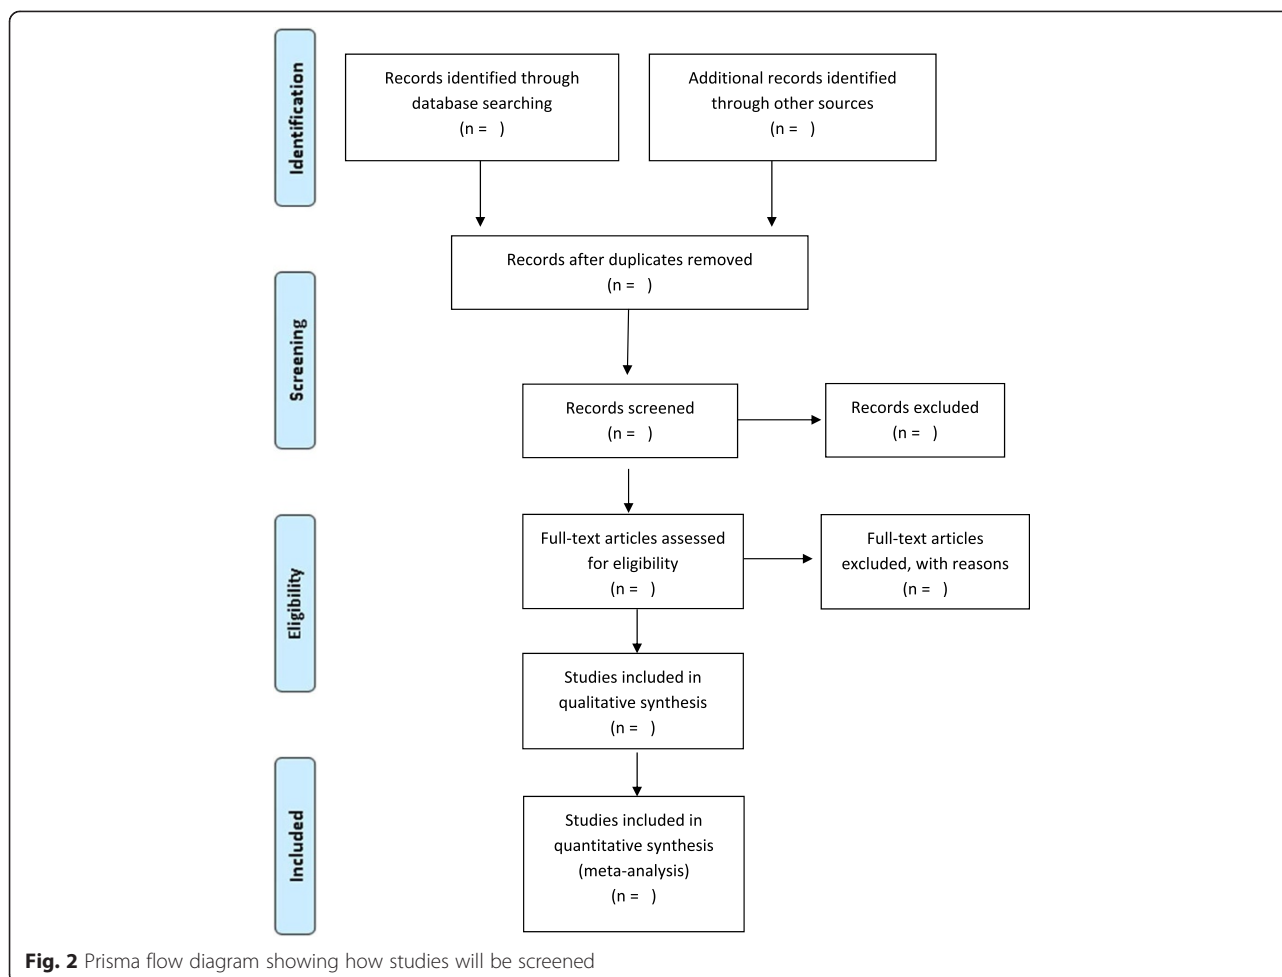 Identification
Records identified through
database searching
(n =   )
Additional records identified
through other sources
(n =   )
Records after duplicates removed
(n =   )
Screening
Records screened
(n =   )
Records excluded
(n =   )
Eligibility
Full-text articles assessed
for eligibility
(n =   )
Full-text articles
excluded, with reasons
(n =   )
Studies included in
qualitative synthesis
(n =   )
Included
Studies included in
quantitative synthesis
(meta-analysis)
(n =   )
Fig. 2 Prisma flow diagram showing how studies will be screened